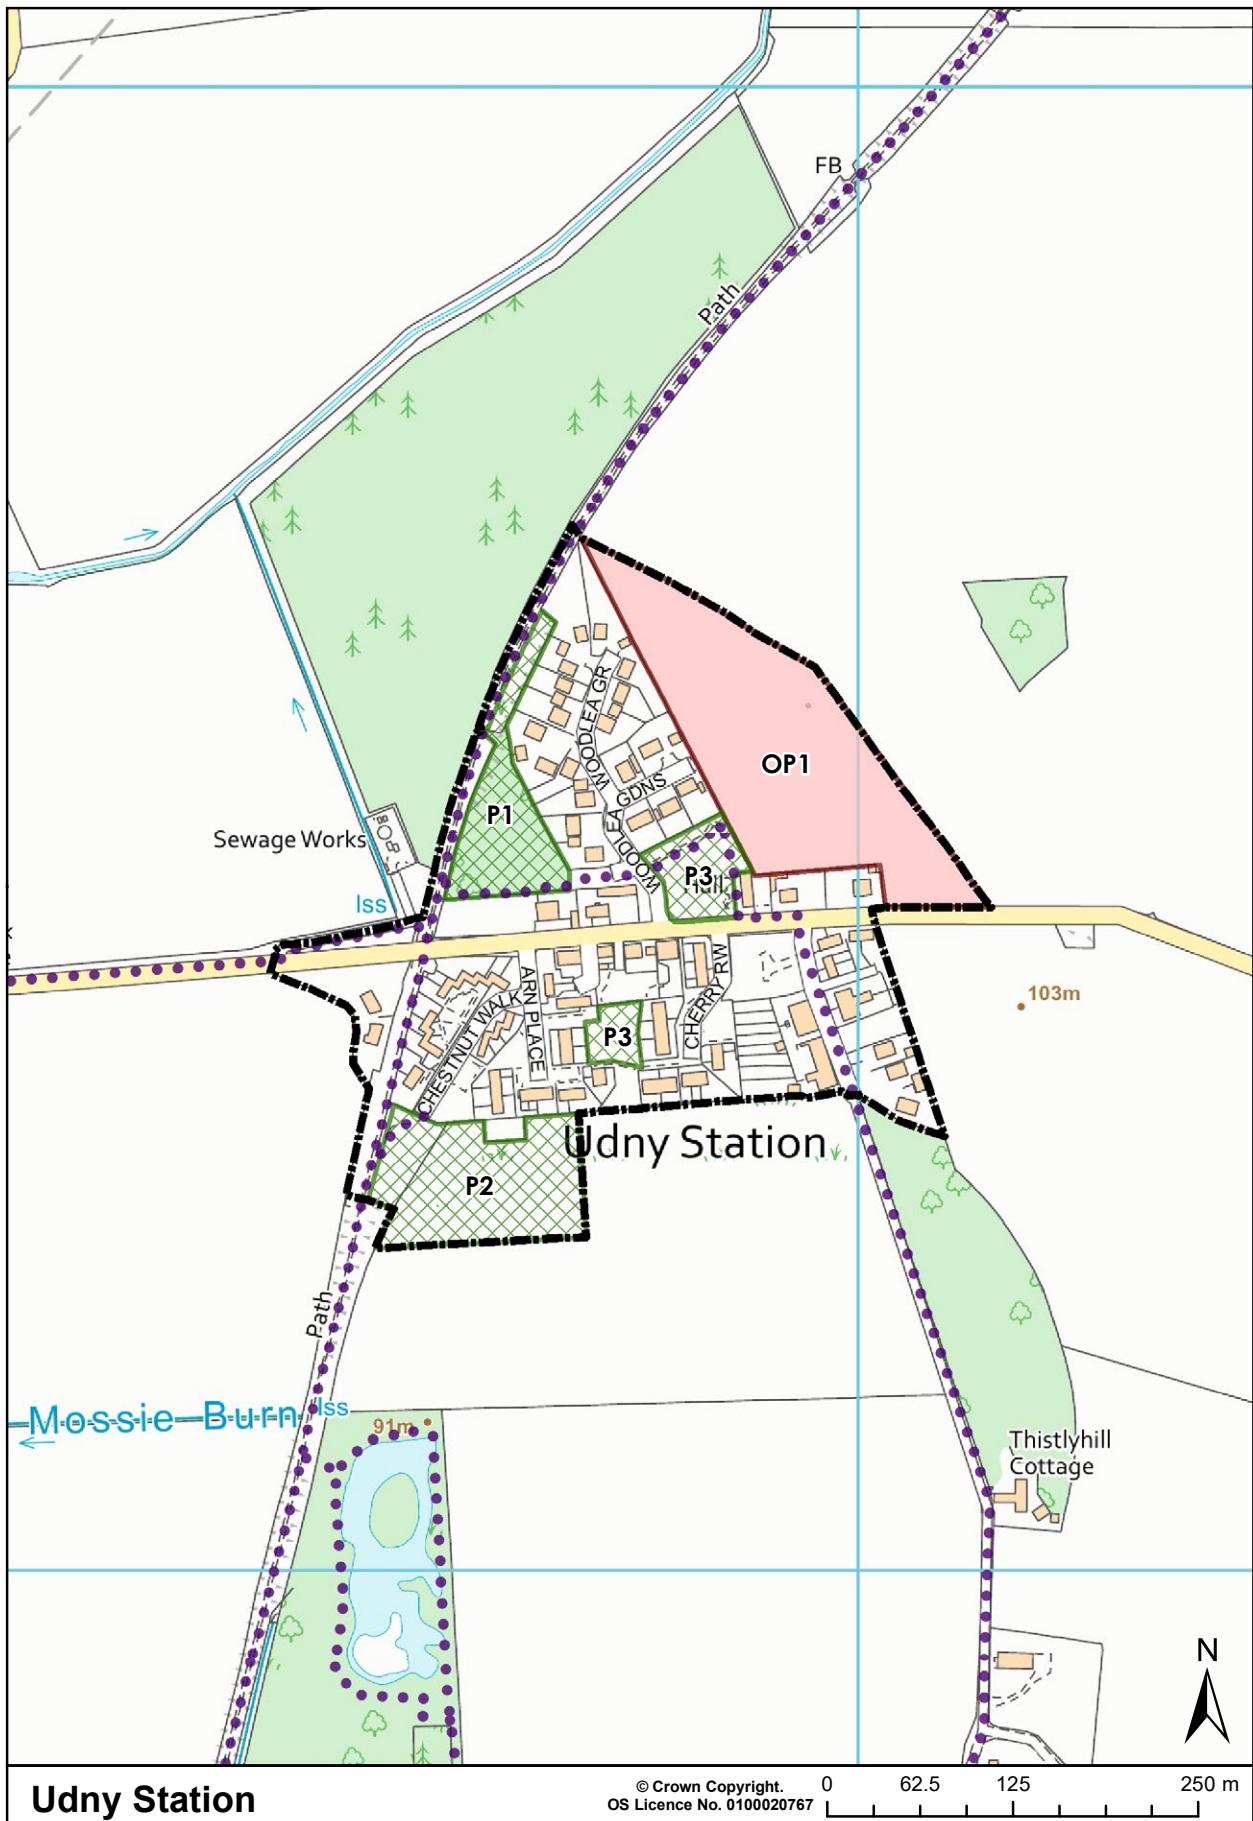 FB
Path
Sewage Works
Iss
WOODLEA GR
WOODLEA GDNS
OP1
P1
P3
Hall
CHESTNUT WALK
ARN PLACE
P3
CHERRY RW
103m
Udny Station
P2
Path
Mossie Burn
Iss
91m
Thistlyhill
Cottage
N
Udny Station
© Crown Copyright.
OS Licence No. 0100020767
0 62.5 125 250 m